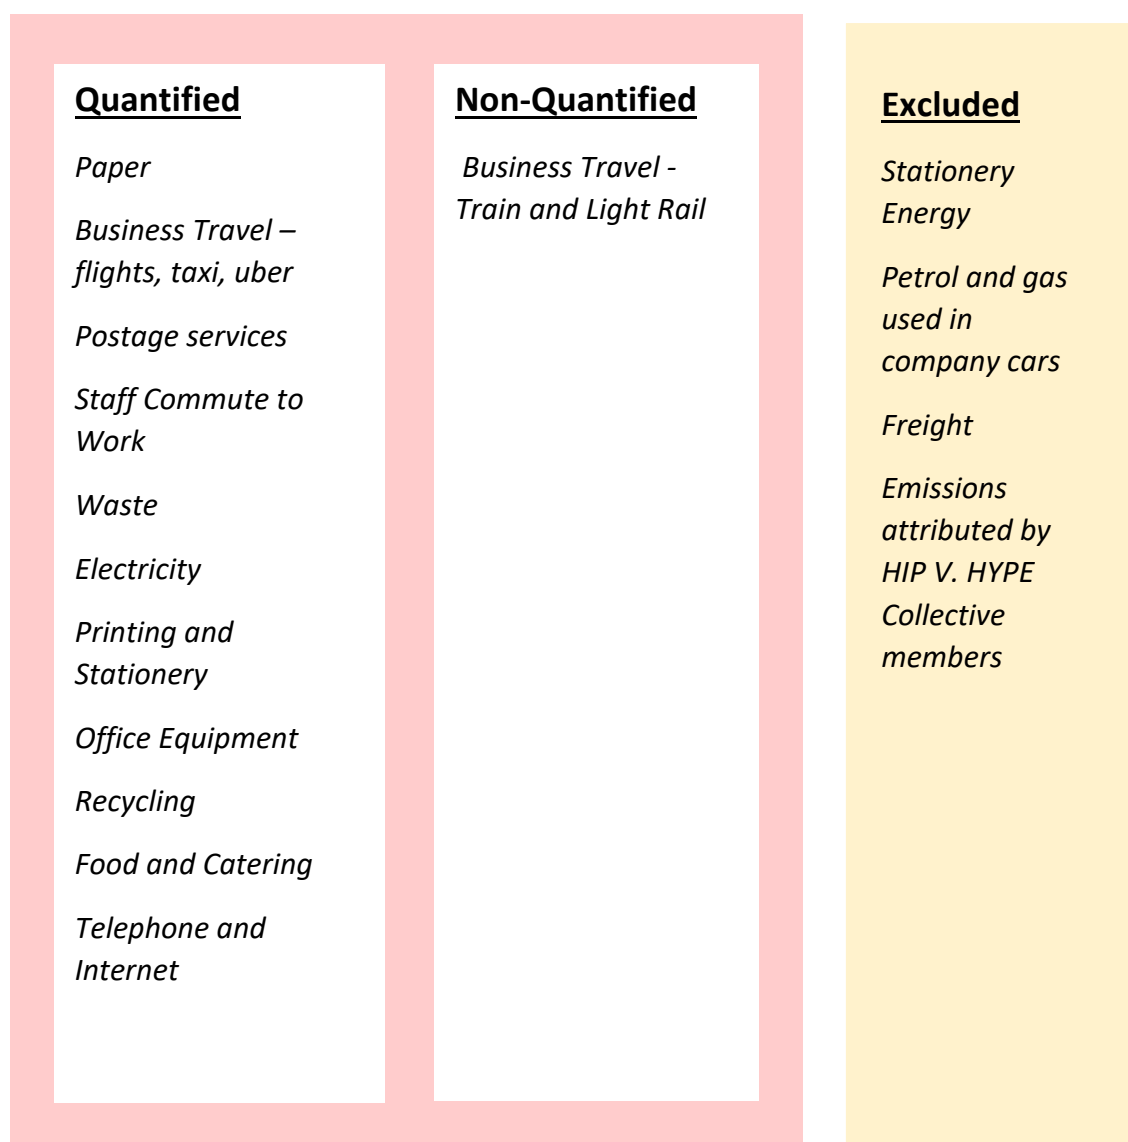 Quantified
Paper
Business Travel –
flights, taxi, uber
Postage services
Staff Commute to
Work
Waste
Electricity
Printing and
Stationery
Office Equipment
Recycling
Food and Catering
Telephone and
Internet
Non-Quantified
Business Travel -
Train and Light Rail
Excluded
Stationery
Energy
Petrol and gas
used in
company cars
Freight
Emissions
attributed by
HIP V. HYPE
Collective
members